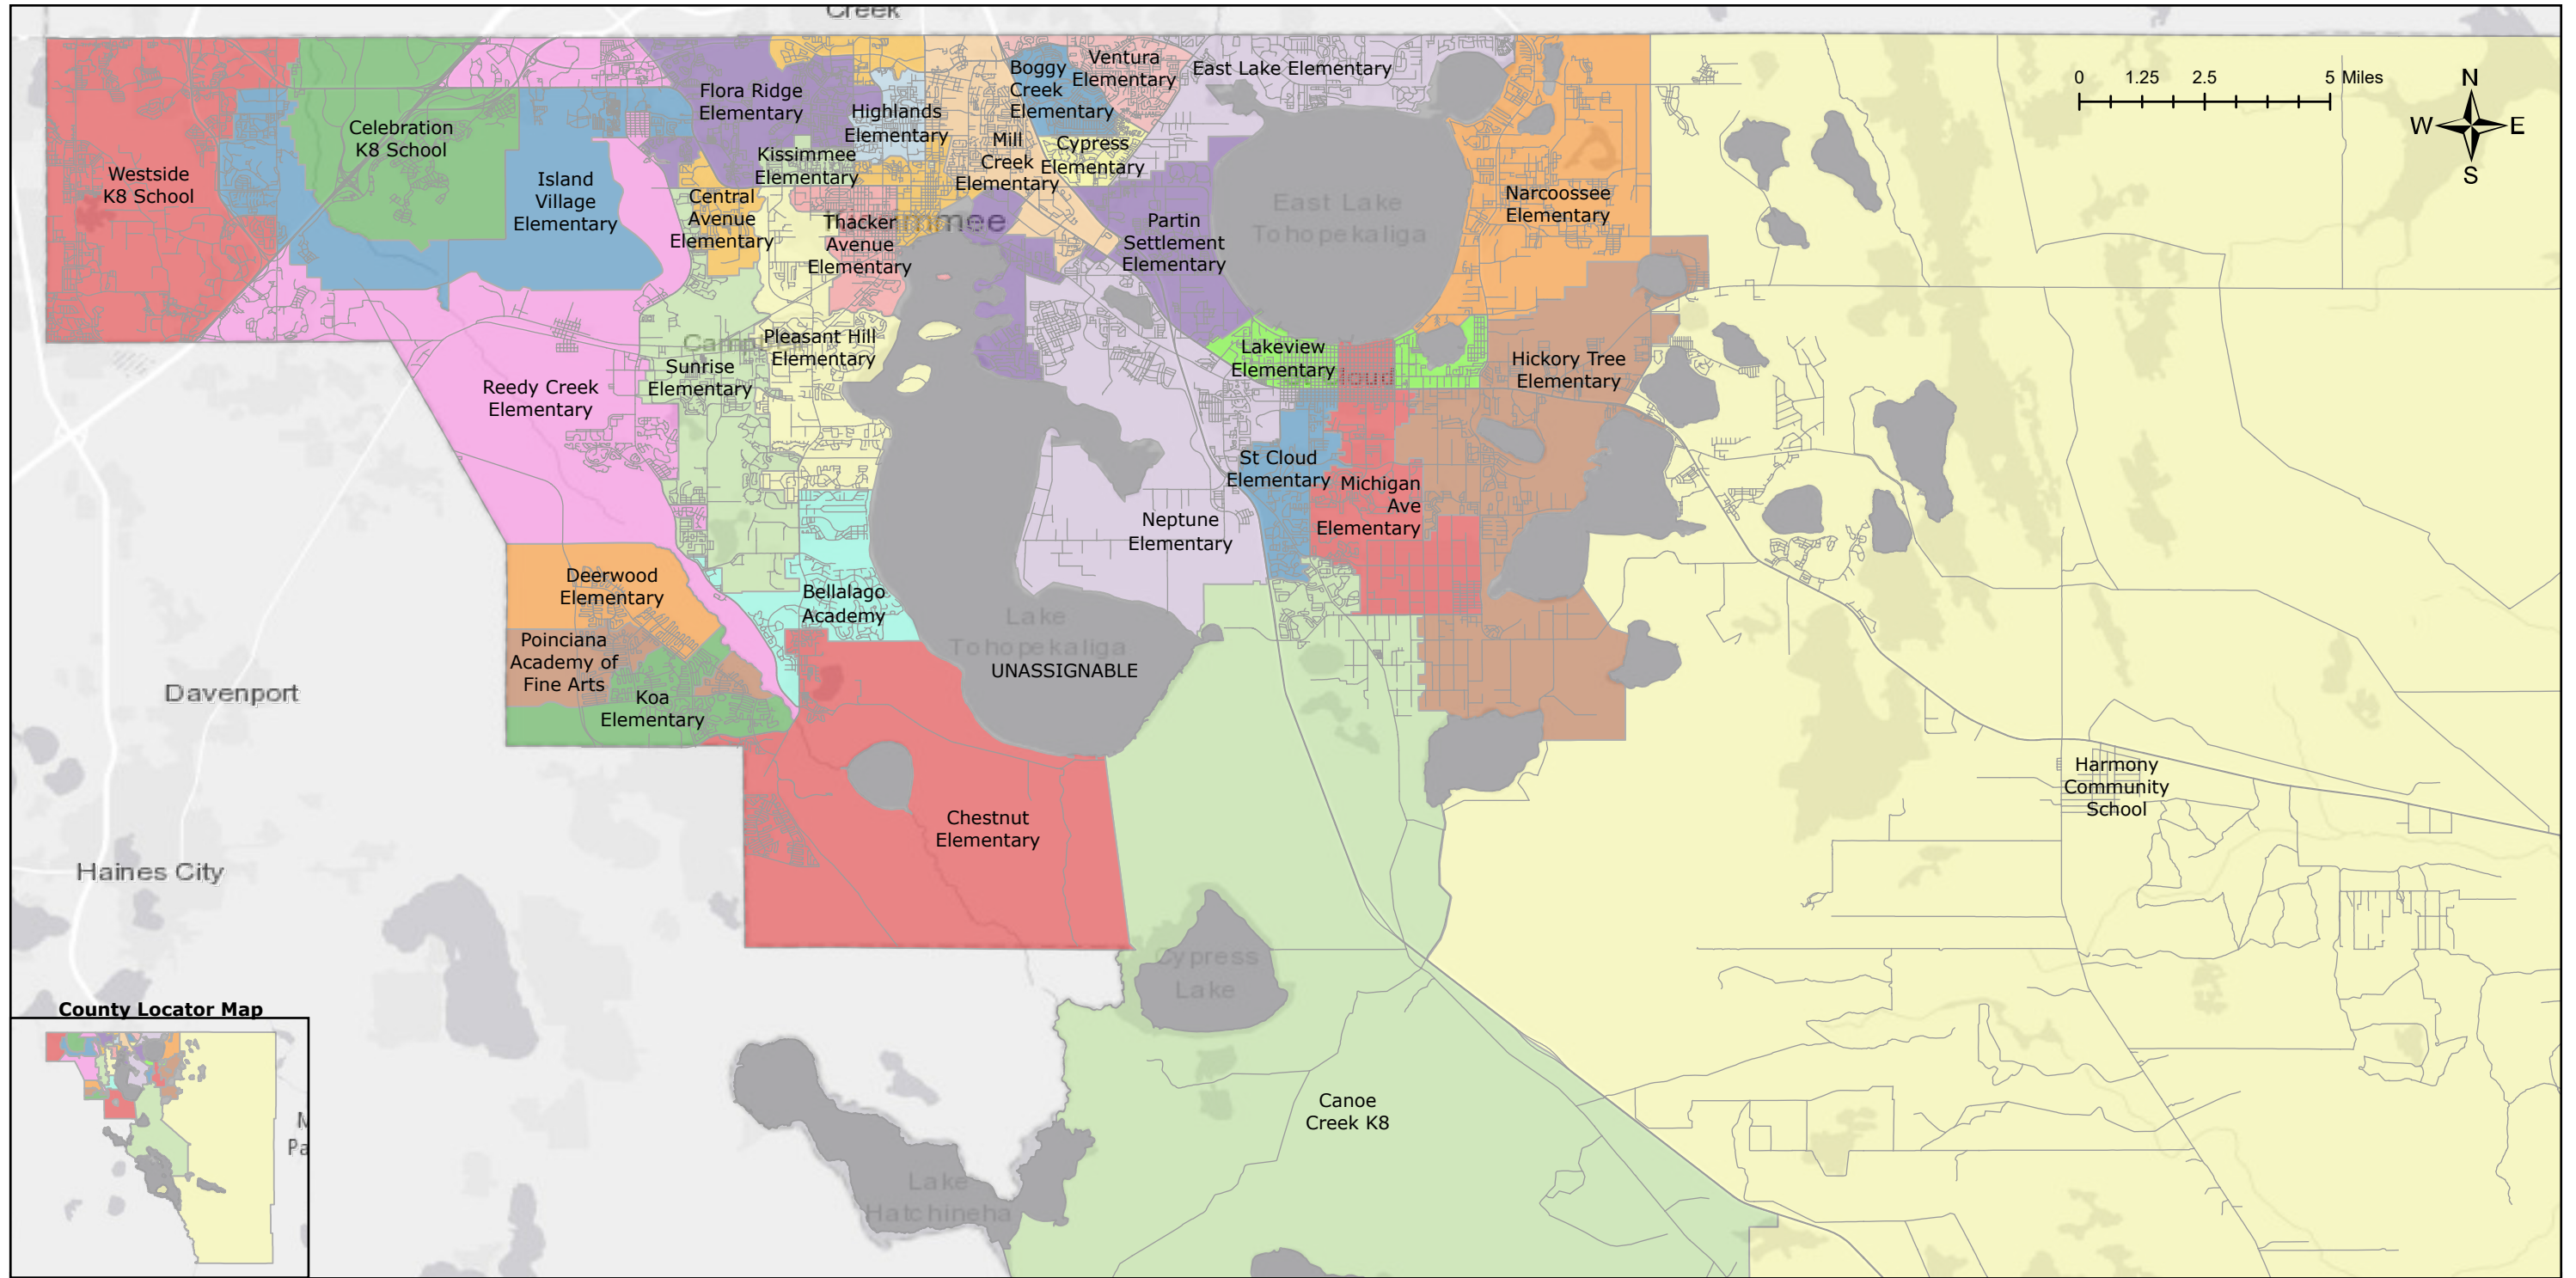 Creek
Westside
K8 School
Celebration
K8 School
Island
Village
Elementary
Flora Ridge
Elementary
Highlands
Elementary
Kissimmee
Elementary
Central
Avenue
Elementary
Thacker
Avenue
Elementary
Mill
Creek
Elementary
Boggy
Creek
Elementary
Ventura
Elementary
Cypress
Elementary
East Lake Elementary
Partin
Settlement
Elementary
East Lake
Tohopekaliga
Narcoossee
Elementary
0 1.25 2.5 5 Miles
N
W E
S
Pleasant Hill
Elementary
Sunrise
Elementary
Reedy Creek
Elementary
Lakeview
Elementary
Hickory Tree
Elementary
St Cloud
Elementary
Michigan
Ave
Elementary
Neptune
Elementary
Deerwood
Elementary
Bellalago
Academy
Poinciana
Academy of
Fine Arts
Koa
Elementary
Lake
Tohopekaliga
UNASSIGNABLE
Davenport
Haines City
Chestnut
Elementary
Harmony
Community
School
Cypress
Lake
Canoe
Creek K8
Lake
Hatchineha
County Locator Map